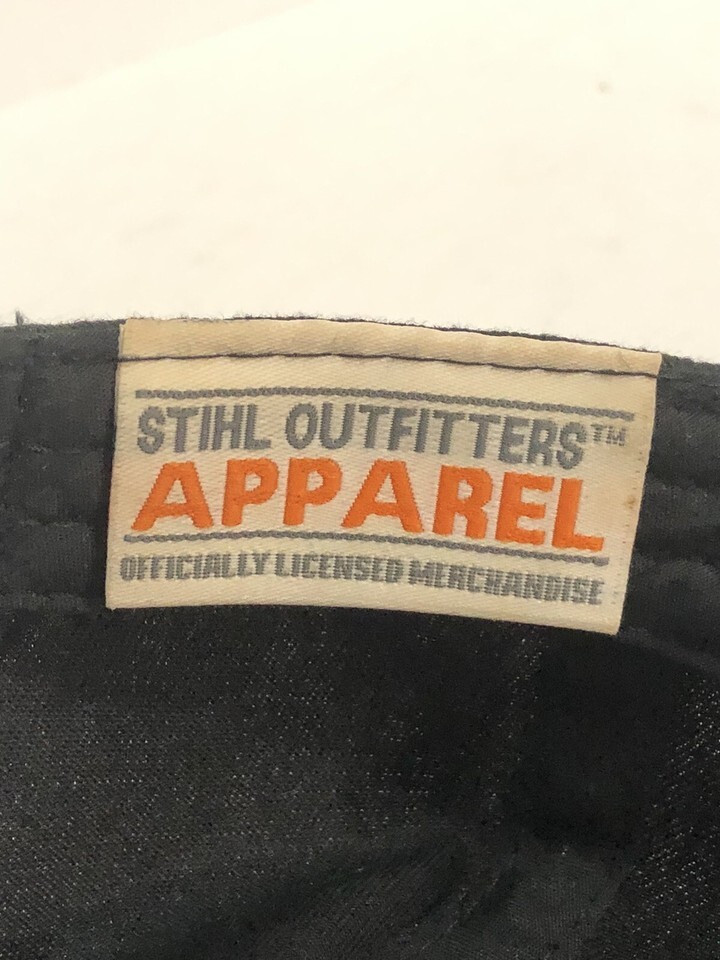 STIHL OUTFITTERS™
APPAREL
OFFICIALLY LICENSED MERCHANDISE